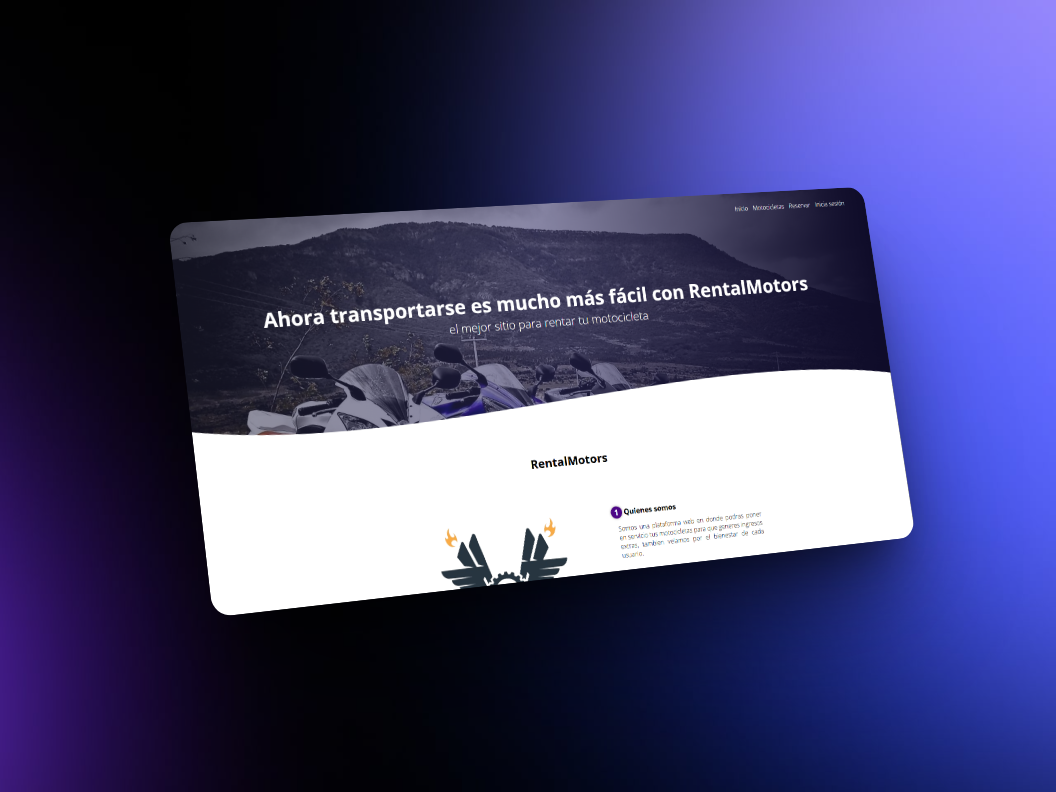 Inicio Motocicletas Reservar Inicia sesión
Ahora transportarse es mucho más fácil con RentalMotors
el mejor sitio para rentar tu motocicleta
RentalMotors
1 Quienes somos
Somos una plataforma web en donde podras poner
en servicio tus motocicletas para que generes ingresos
extras, tambien velamos por el bienestar de cada
usuario.